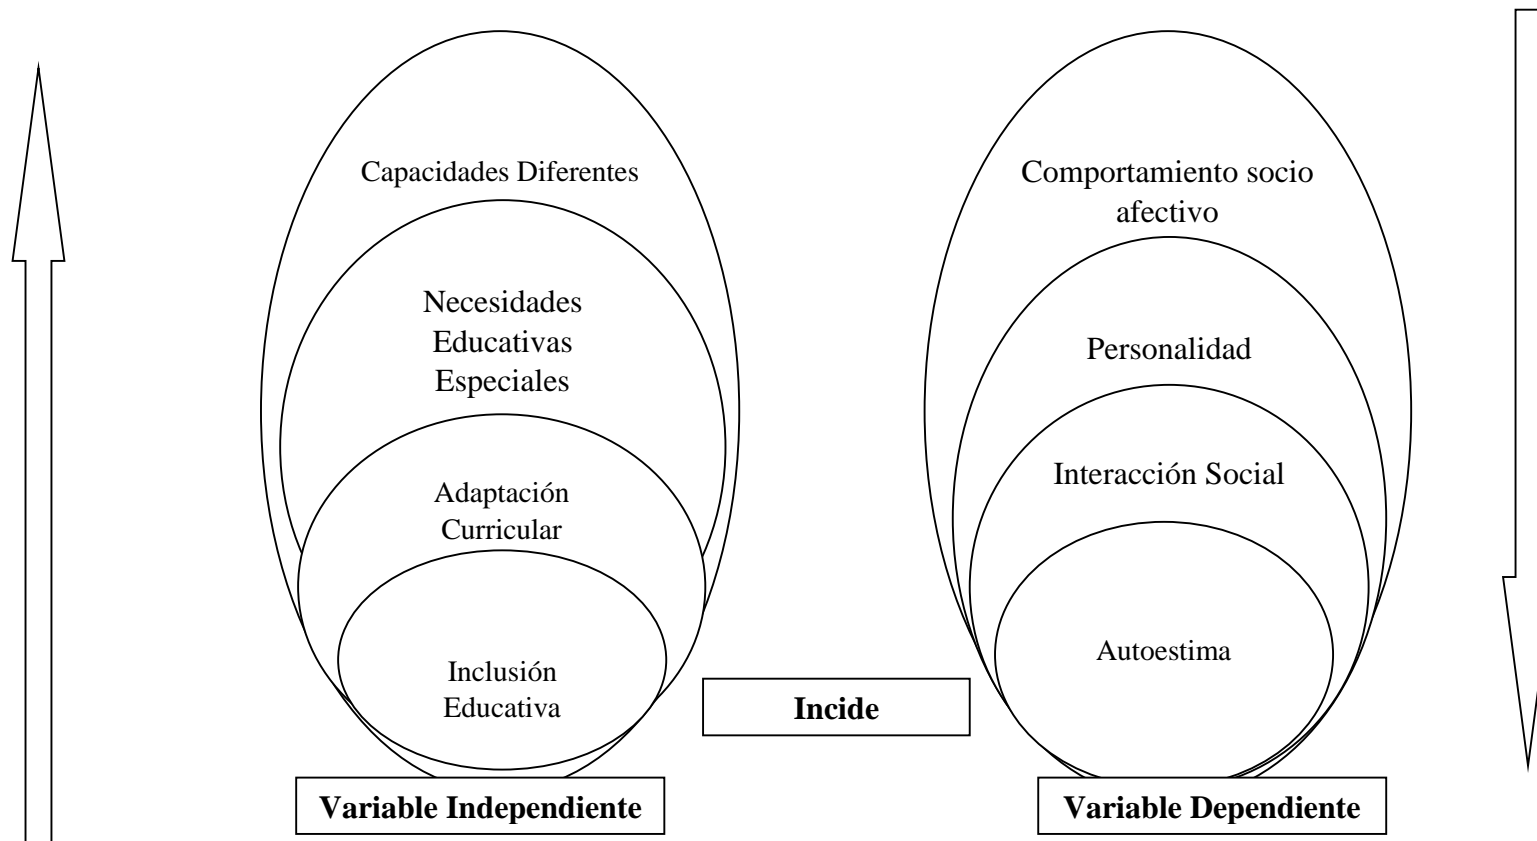 Capacidades Diferentes
Necesidades
Educativas
Especiales
Adaptación
Curricular
Inclusión
Educativa
Variable Independiente
Incide
Comportamiento socio
afectivo
Personalidad
Interacción Social
Autoestima
Variable Dependiente